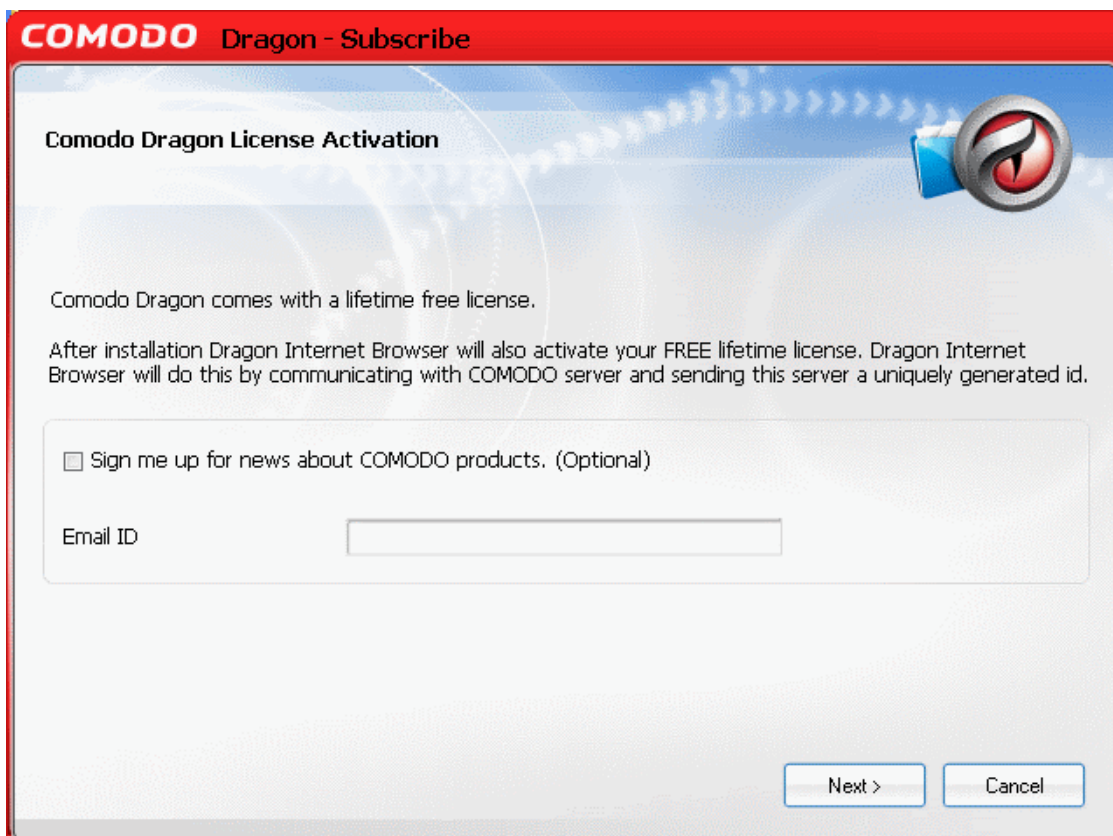 COMODO Dragon - Subscribe
Comodo Dragon License Activation
Comodo Dragon comes with a lifetime free license.
After installation Dragon Internet Browser will also activate your FREE lifetime license. Dragon Internet
Browser will do this by communicating with COMODO server and sending this server a uniquely generated id.
Sign me up for news about COMODO products. (Optional)
Email ID
Next >
Cancel